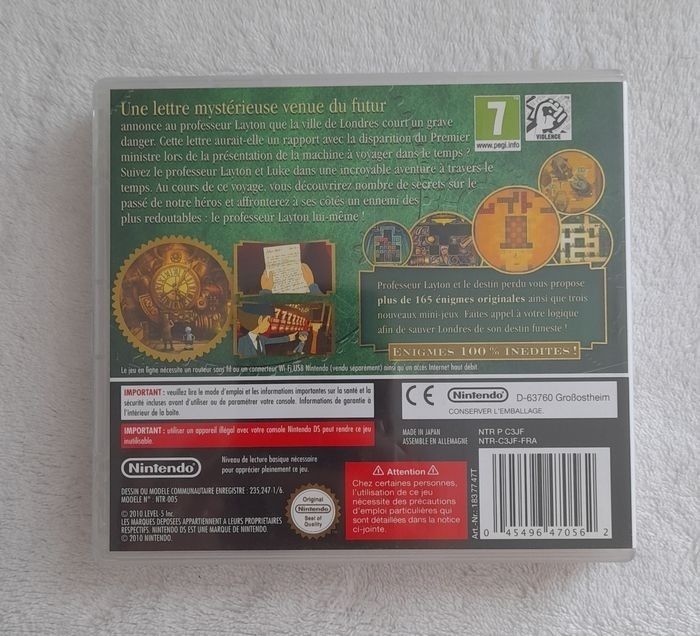 Une lettre mystérieuse venue du futur
annonce au professeur Layton que la ville de Londres court un grave
danger. Cette lettre aurait-elle un rapport avec la disparition du Premier
ministre lors de la présentation de la machine à voyager dans le temps ?
Suivez le professeur Layton et Luke dans une incroyable aventure à travers le
temps. Au cours de ce voyage, vous découvrirez nombre de secrets sur le
passé de notre héros et affronterez à ses côtés un ennemi des
plus redoutables : le professeur Layton lui-même !
7
www.pegi.info
VIOLENCE
Professeur Layton et le destin perdu vous propose
plus de 165 énigmes originales ainsi que trois
nouveaux mini-jeux. Faites appel à votre logique
afin de sauver Londres de son destin funeste !
ENIGMES 100% INEDITES !
Le jeu en ligne nécessite un routeur sans fil ou un connecteur Wi-Fi USB Nintendo (vendu séparément) ainsi qu'un accès Internet haut débit.
IMPORTANT : veuillez lire le mode d'emploi et les informations importantes sur la santé et la
sécurité incluses avant d'utiliser ou de paramétrer votre console. Informations de garantie à
l'intérieur de la boîte.
IMPORTANT : utiliser un appareil illégal avec votre console Nintendo DS peut rendre ce jeu
inutilisable.
Nintendo
Niveau de lecture basique nécessaire
pour apprécier pleinement ce jeu.
DESSIN OU MODELE COMMUNAUTAIRE ENREGISTRE : 235.247-1/6.
MODELE N° : NTR-005
© 2010 LEVEL-5 Inc.
LES MARQUES DEPOSEES APPARTIENNENT A LEURS PROPRIETAIRES
RESPECTIFS. NINTENDO DS EST UNE MARQUE DE NINTENDO.
© 2010 NINTENDO.
Original
Nintendo
Seal of
Quality
CE Nintendo D-63760 Großostheim
CONSERVER L'EMBALLAGE.
MADE IN JAPAN
ASSEMBLE EN ALLEMAGNE
NTR P C3JF
NTR-C3JF-FRA
Attention
Chez certaines personnes,
l'utilisation de ce jeu
nécessite des précautions
d'emploi particulières qui
sont détaillées dans la notice
ci-jointe.
Art.-Nr.: 183 77 47T
0 45496 47056 2